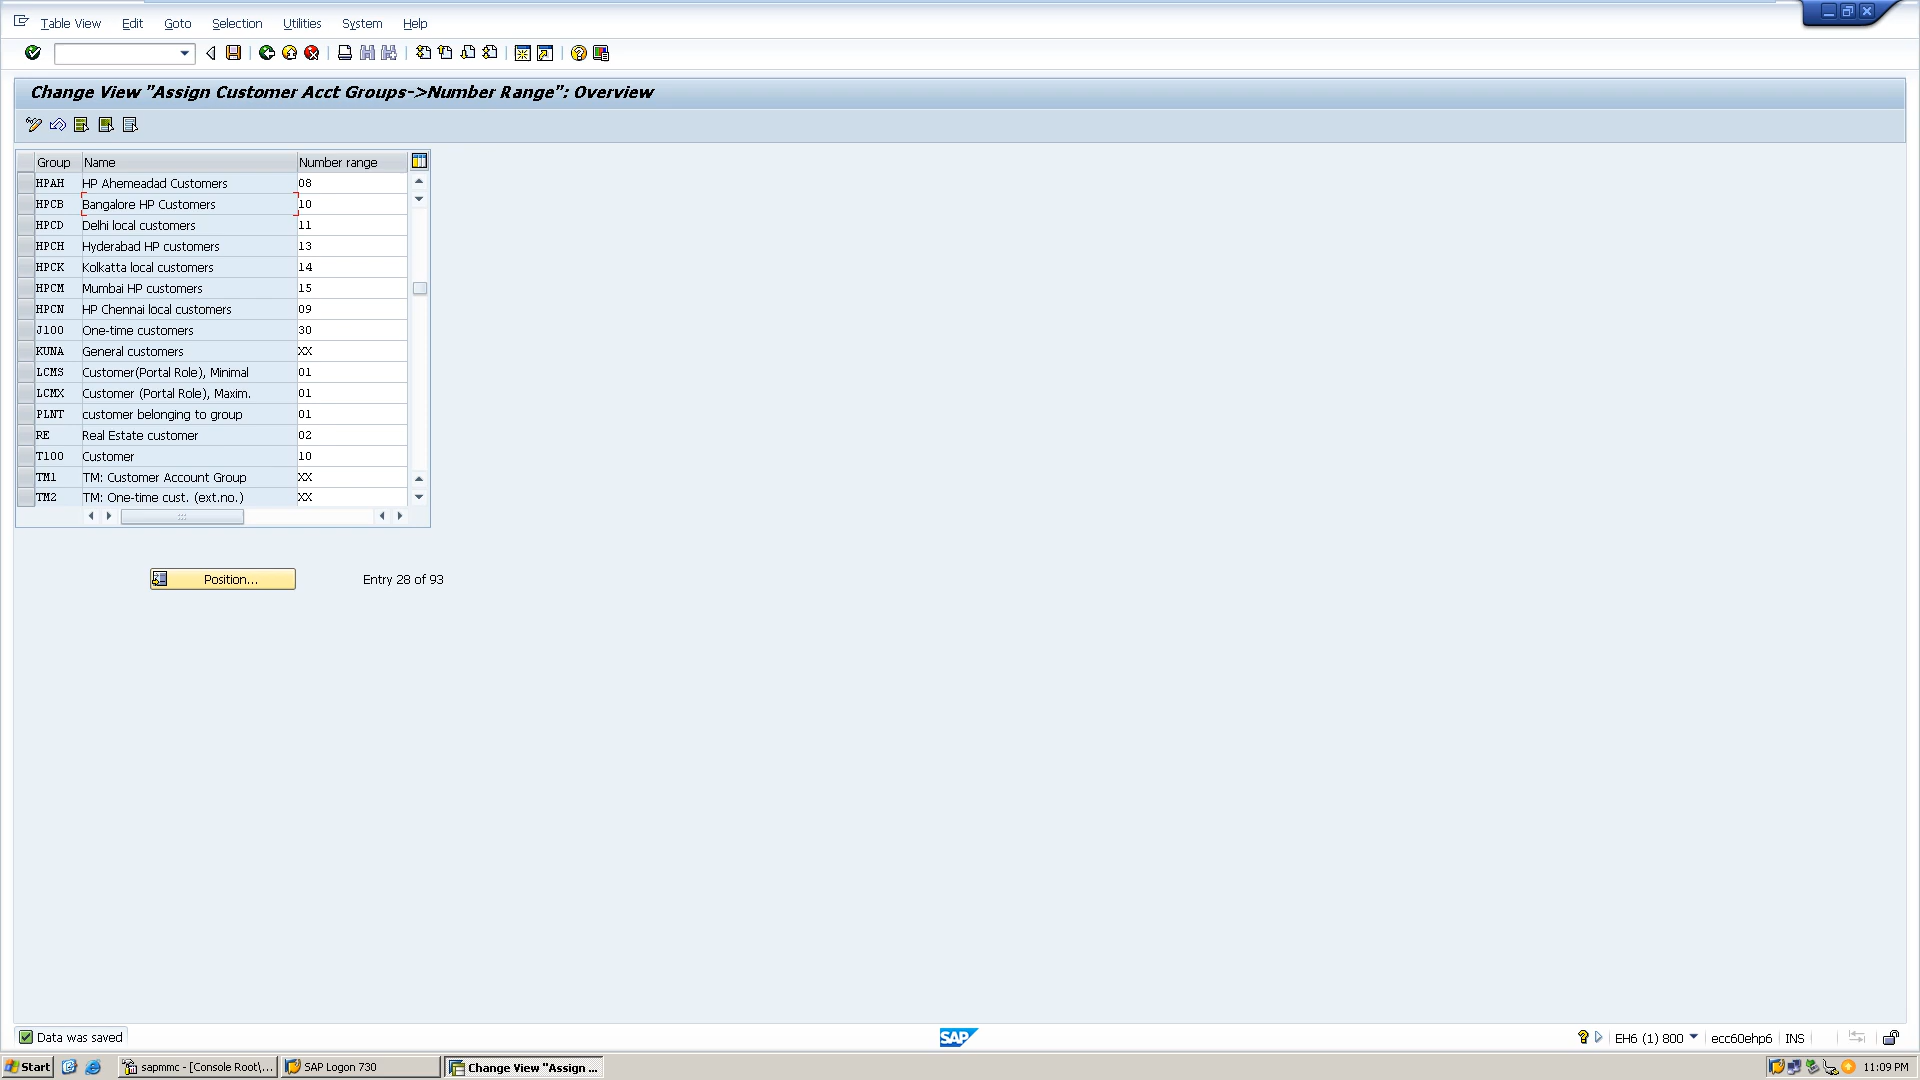 Table View Edit Goto Selection Utilities System Help
Change View "Assign Customer Acct Groups->Number Range": Overview
Group Name Number range
HPAH HP Ahemeadad Customers 08
HPCB Bangalore HP Customers 10
HPCD Delhi local customers 11
HPCH Hyderabad HP customers 13
HPCK Kolkatta local customers 14
HPCM Mumbai HP customers 15
HPCN HP Chennai local customers 09
J100 One-time customers 30
KUNA General customers XX
LCMS Customer(Portal Role), Minimal 01
LCMX Customer (Portal Role), Maxim. 01
PLNT customer belonging to group 01
RE Real Estate customer 02
T100 Customer 10
TM1 TM: Customer Account Group XX
TM2 TM: One-time cust. (ext.no.) XX
Position... Entry 28 of 93
Data was saved SAP EH6 (1) 800 ecc60ehp6 INS
Start sapmmc - [Console Root\... SAP Logon 730 Change View "Assign ... 11:09 PM